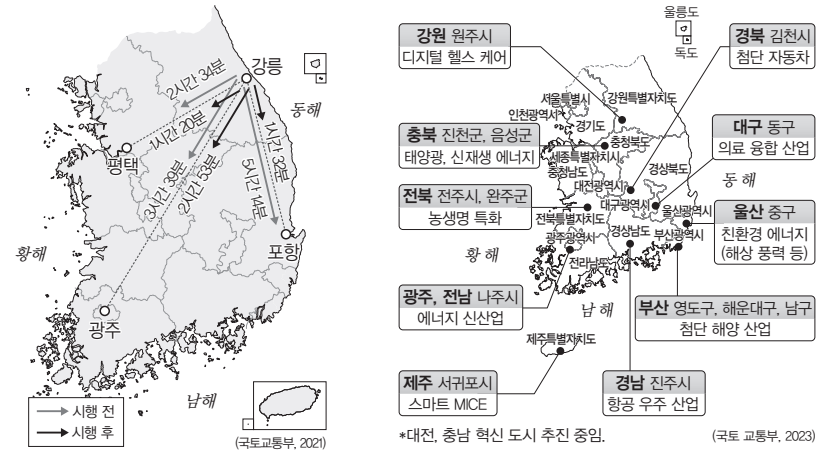 강릉
동해
2시간 34분
1시간 20분
평택
3시간 39분
2시간 53분
1시간 32분
5시간 14분
포항
황해
광주
남해
시행 전
시행 후
(국토교통부, 2021)
울릉도
독도
강원 원주시
디지털 헬스 케어
경북 김천시
첨단 자동차
서울특별시
강원특별자치도
인천광역시
경기도
충북 진천군, 음성군
태양광, 신재생 에너지
충청북도
세종특별자치시
충청남도
대전광역시
경상북도
대구 동구
의료 융합 산업
동해
전북 전주시, 완주군
농생명 특화
대구광역시
울산광역시
전북특별자치도
경상남도
부산광역시
광주광역시
전라남도
울산 중구
친환경 에너지
(해상 풍력 등)
황해
광주, 전남 나주시
에너지 신산업
남해
부산 영도구, 해운대구, 남구
첨단 해양 산업
제주특별자치도
제주 서귀포시
스마트 MICE
경남 진주시
항공 우주 산업
*대전, 충남 혁신 도시 추진 중임.
(국토 교통부, 2023)